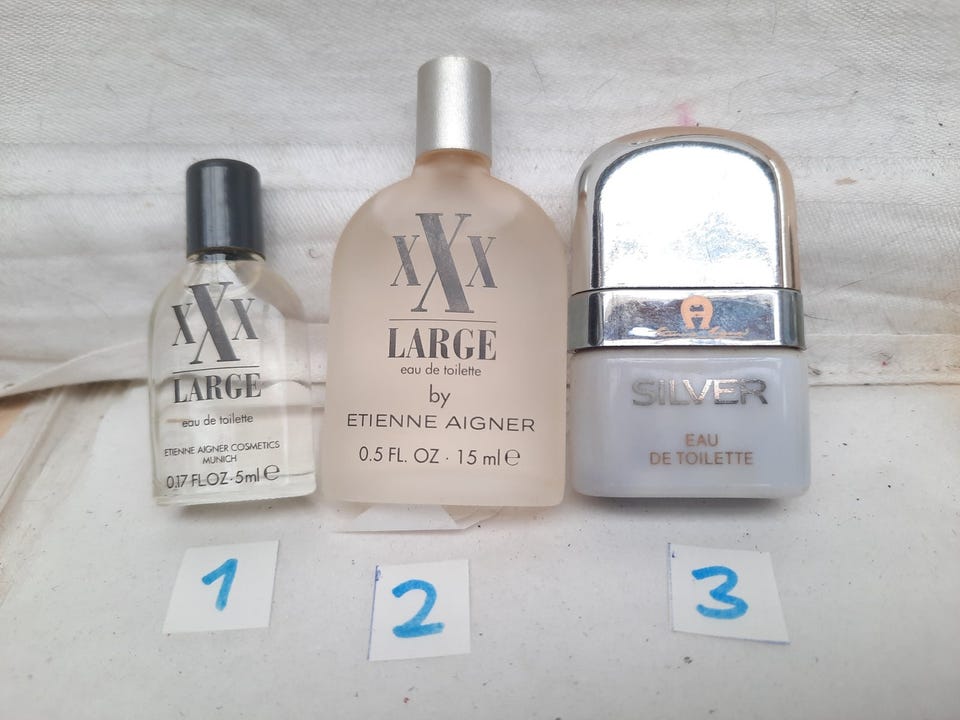 XXX
LARGE
eau de toilette
ETIENNE AIGNER COSMETICS
MUNICH
0.17 FL.OZ · 5ml ℮
XXX
LARGE
eau de toilette
by
ETIENNE AIGNER
0.5 FL. OZ · 15 ml ℮
SILVER
EAU
DE TOILETTE
1
2
3